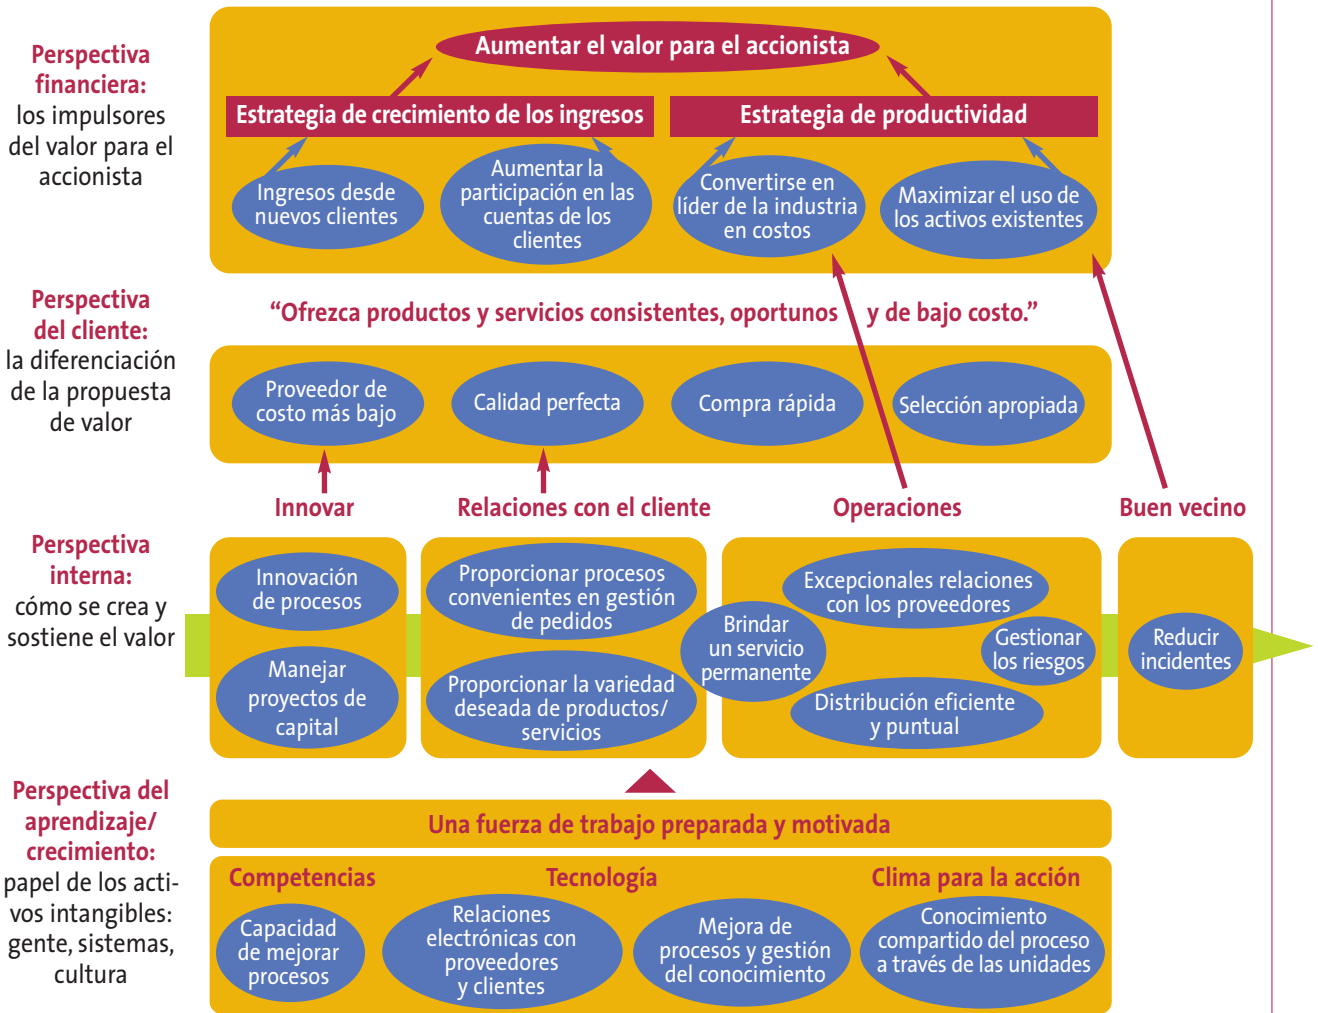 Perspectiva
financiera:
los impulsores
del valor para el
accionista
Aumentar el valor para el accionista
Estrategia de crecimiento de los ingresos
Estrategia de productividad
Ingresos desde
nuevos clientes
Aumentar la
participación en las
cuentas de los
clientes
Convertirse en
líder de la industria
en costos
Maximizar el uso de
los activos existentes
Perspectiva
del cliente:
la diferenciación
de la propuesta
de valor
“Ofrezca productos y servicios consistentes, oportunos y de bajo costo.”
Proveedor de
costo más bajo
Calidad perfecta
Compra rápida
Selección apropiada
Innovar
Relaciones con el cliente
Operaciones
Buen vecino
Perspectiva
interna:
cómo se crea y
sostiene el valor
Innovación
de procesos
Manejar
proyectos de
capital
Proporcionar procesos
convenientes en gestión
de pedidos
Proporcionar la variedad
deseada de productos/
servicios
Brindar
un servicio
permanente
Excepcionales relaciones
con los proveedores
Gestionar
los riesgos
Distribución eficiente
y puntual
Reducir
incidentes
Perspectiva del
aprendizaje/
crecimiento:
papel de los acti-
vos intangibles:
gente, sistemas,
cultura
Una fuerza de trabajo preparada y motivada
Competencias
Tecnología
Clima para la acción
Capacidad
de mejorar
procesos
Relaciones
electrónicas con
proveedores
y clientes
Mejora de
procesos y gestión
del conocimiento
Conocimiento
compartido del proceso
a través de las unidades